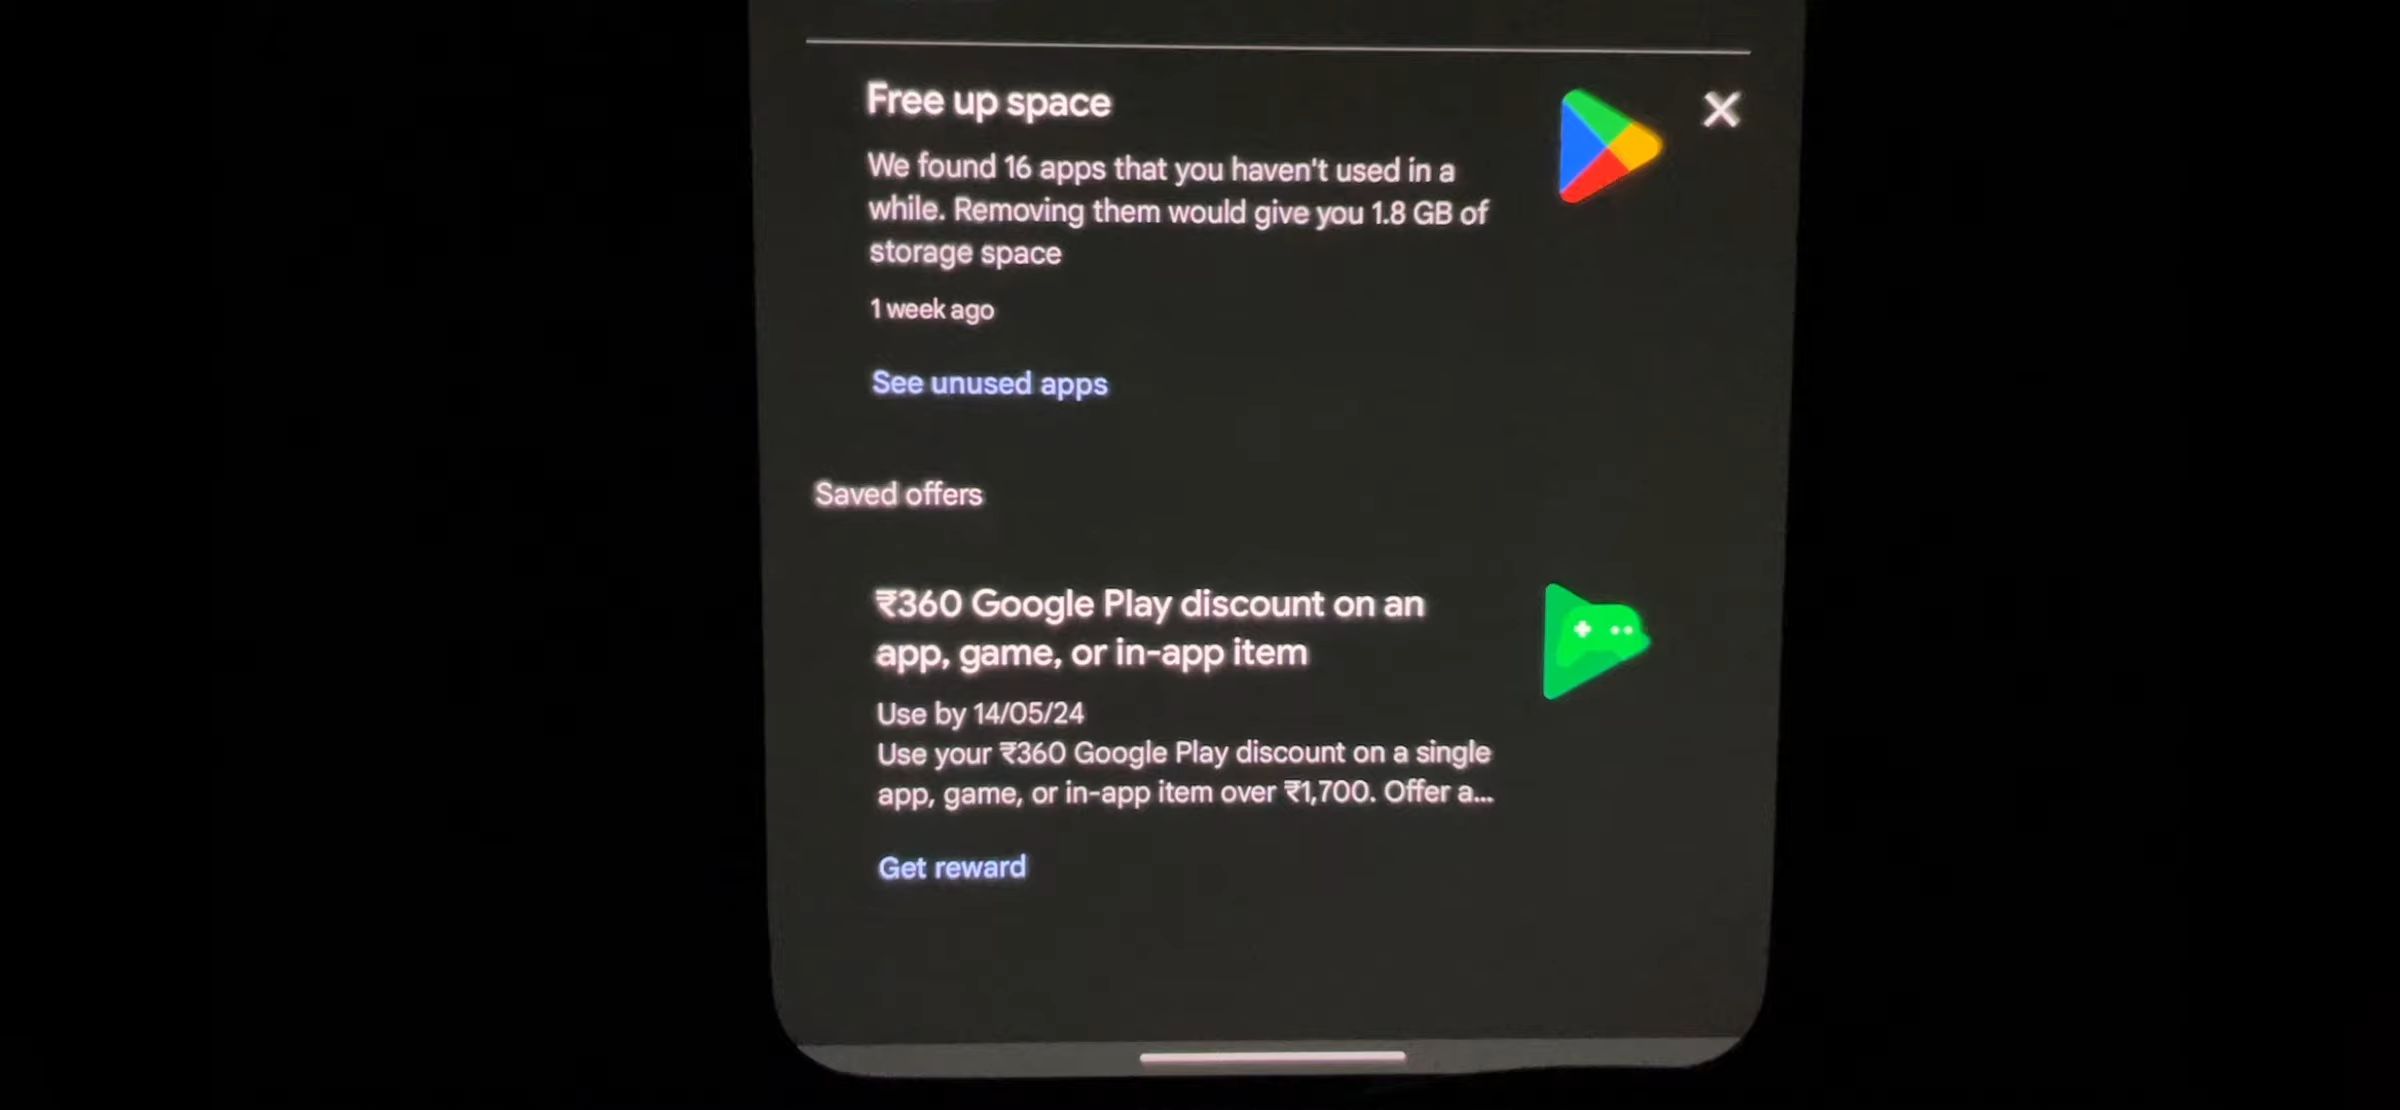 Free up space
We found 16 apps that you haven't used in a
while. Removing them would give you 1.8 GB of
storage space
1 week ago
See unused apps
Saved offers
₹360 Google Play discount on an
app, game, or in-app item
Use by 14/05/24
Use your ₹360 Google Play discount on a single
app, game, or in-app item over ₹1,700. Offer a...
Get reward